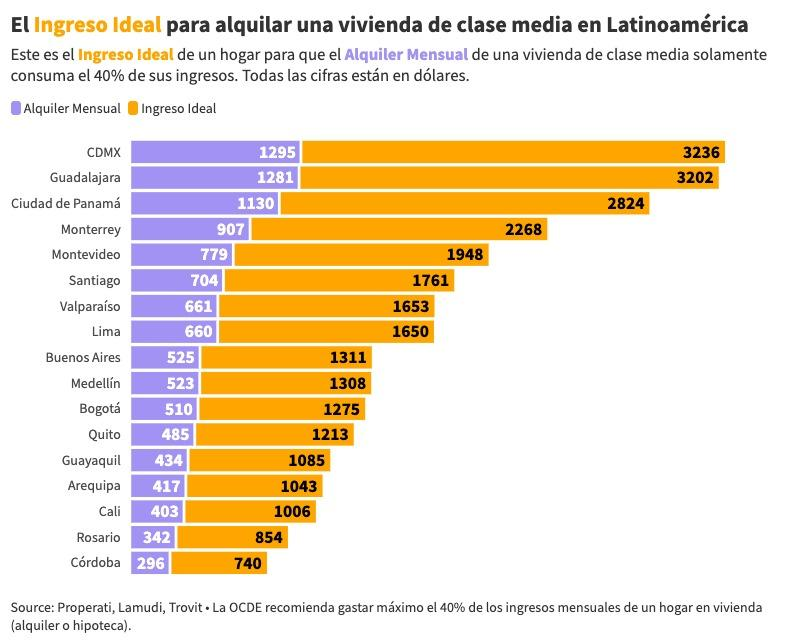 El Ingreso Ideal para alquilar una vivienda de clase media en Latinoamérica
Este es el Ingreso Ideal de un hogar para que el Alquiler Mensual de una vivienda de clase media solamente
consuma el 40% de sus ingresos. Todas las cifras están en dólares.
Alquiler Mensual Ingreso Ideal
CDMX 1295 3236
Guadalajara 1281 3202
Ciudad de Panamá 1130 2824
Monterrey 907 2268
Montevideo 779 1948
Santiago 704 1761
Valparaíso 661 1653
Lima 660 1650
Buenos Aires 525 1311
Medellín 523 1308
Bogotá 510 1275
Quito 485 1213
Guayaquil 434 1085
Arequipa 417 1043
Cali 403 1006
Rosario 342 854
Córdoba 296 740
Source: Properati, Lamudi, Trovit • La OCDE recomienda gastar máximo el 40% de los ingresos mensuales de un hogar en vivienda
(alquiler o hipoteca).